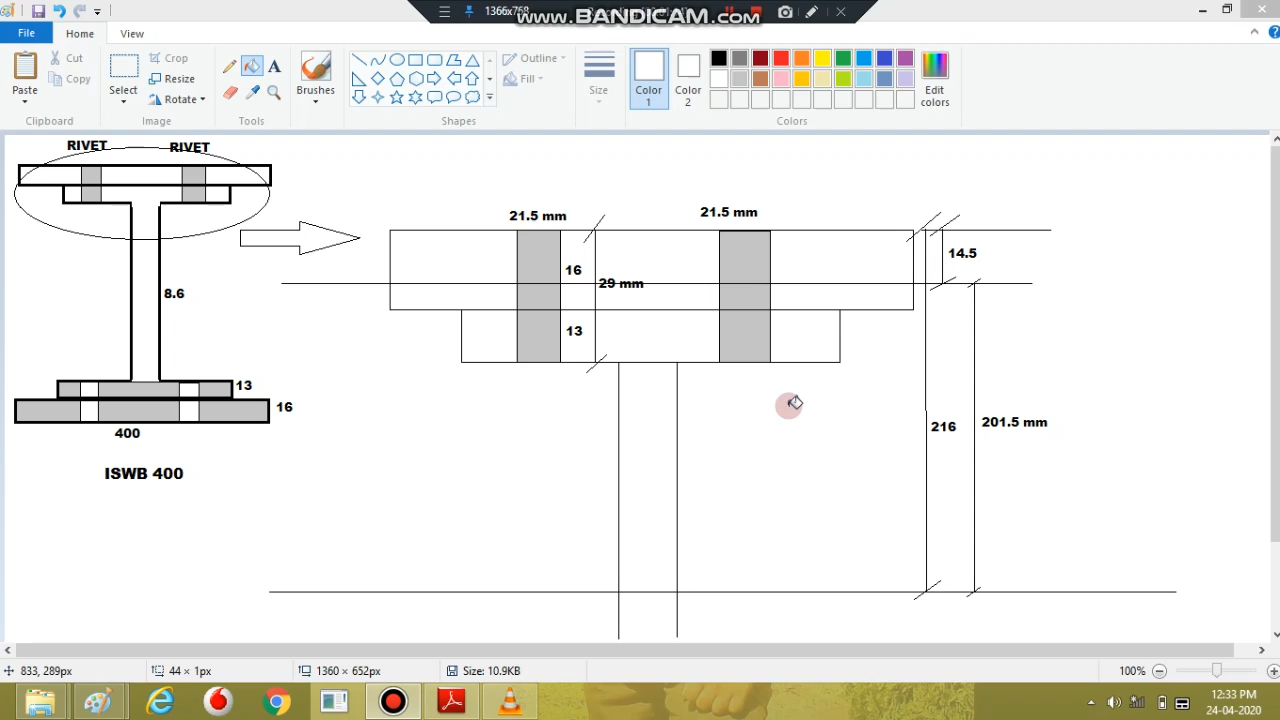 1366x768
www.BANDICAM.com
File
Home
View
Paste
Cut
Copy
Clipboard
Select
Crop
Resize
Rotate
Image
Tools
Brushes
Outline
Fill
Shapes
Size
Color
1
Color
2
Edit
colors
Colors
RIVET
RIVET
8.6
13
16
400
ISWB 400
21.5 mm
21.5 mm
16
29 mm
13
14.5
216
201.5 mm
833, 289px
44 × 1px
1360 × 652px
Size: 10.9KB
100%
12:33 PM
24-04-2020